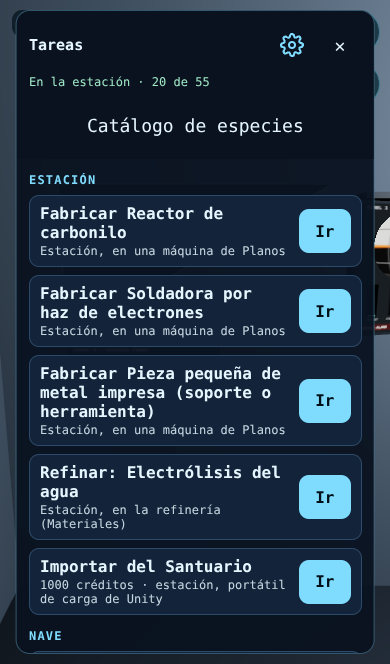 Tareas
×
En la estación · 20 de 55
Catálogo de especies
ESTACIÓN
Fabricar Reactor de
carbonilo
Estación, en una máquina de Planos
Ir
Fabricar Soldadora por
haz de electrones
Estación, en una máquina de Planos
Ir
Fabricar Pieza pequeña de
metal impresa (soporte o
herramienta)
Estación, en una máquina de Planos
Ir
Refinar: Electrólisis del
agua
Estación, en la refinería
(Materiales)
Ir
Importar del Santuario
1000 créditos · estación, portátil
de carga de Unity
Ir
NAVE